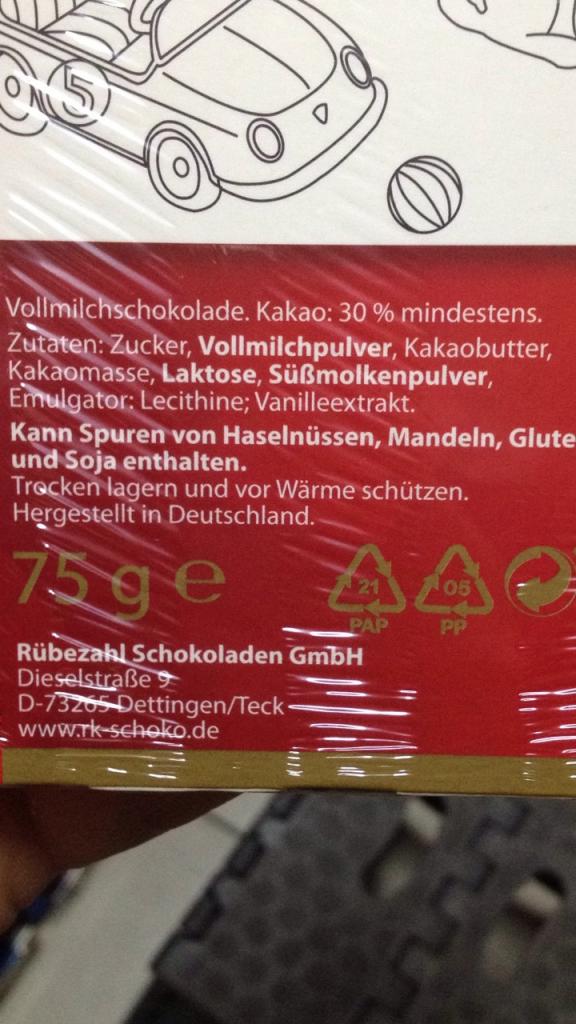 5
Vollmilchschokolade. Kakao: 30 % mindestens.
Zutaten: Zucker, Vollmilchpulver, Kakaobutter,
Kakaomasse, Laktose, Süßmolkenpulver,
Emulgator: Lecithine; Vanilleextrakt.
Kann Spuren von Haselnüssen, Mandeln, Glute
und Soja enthalten.
Trocken lagern und vor Wärme schützen.
Hergestellt in Deutschland.
75 g e
21
PAP
05
PP
Rübezahl Schokoladen GmbH
Dieselstraße 9
D-73265 Dettingen/Teck
www.rk-schoko.de